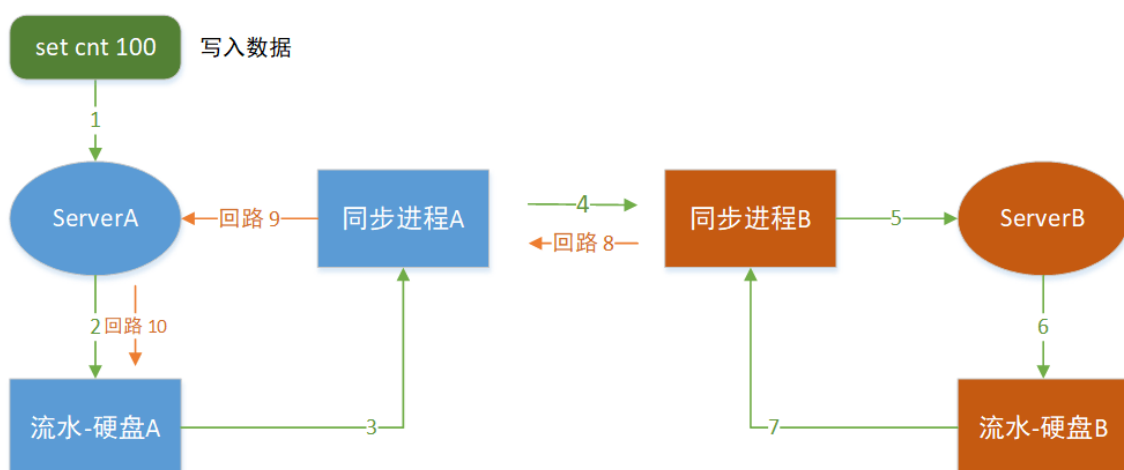 set cnt 100 写入数据
1
ServerA
回路 9
同步进程A
4
回路 8
同步进程B
5
ServerB
2
回路 10
6
流水-硬盘A
3
7
流水-硬盘B